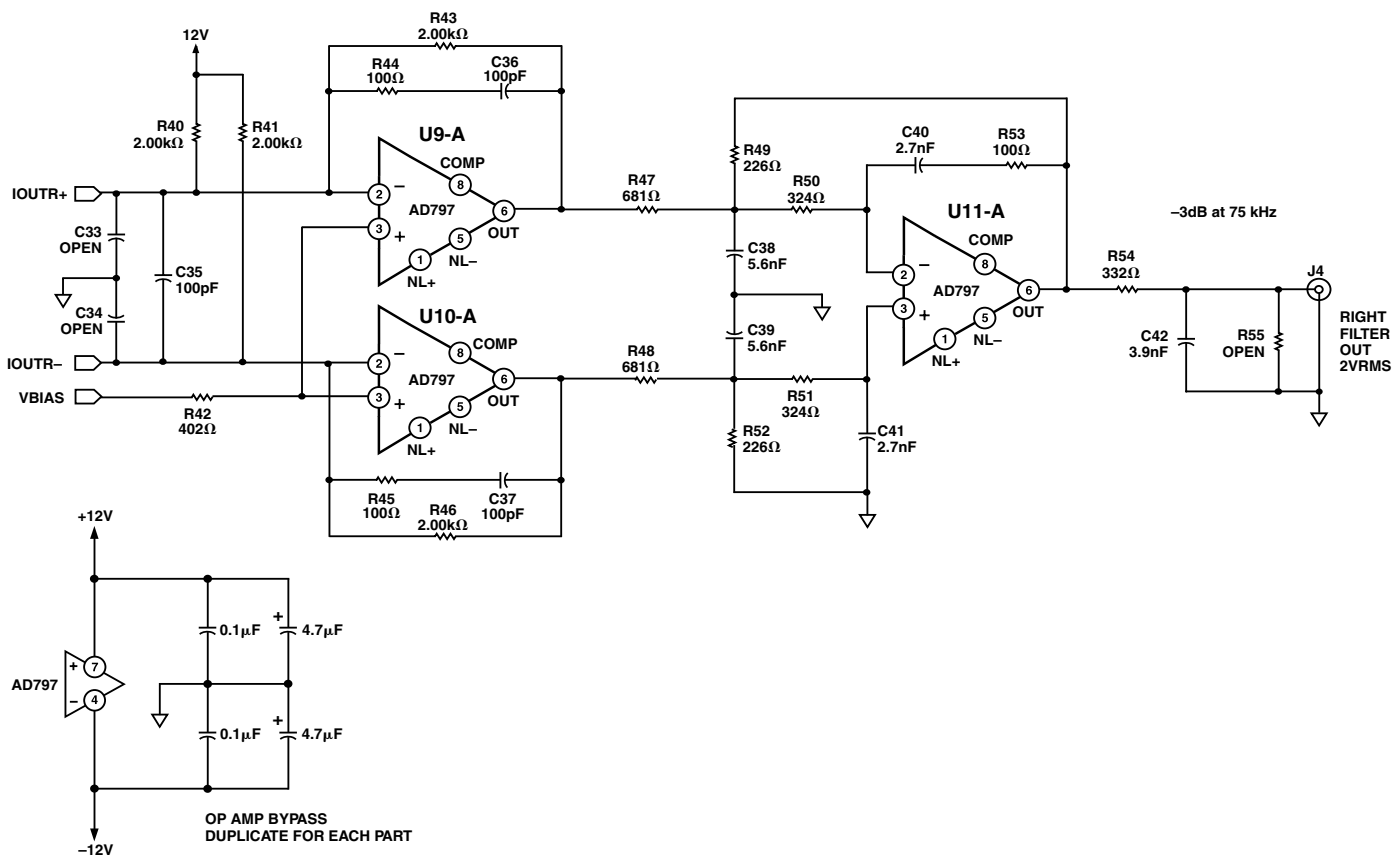 R43
2.00kΩ
12V
R44
100Ω
C36
100pF
R40
2.00kΩ
R41
2.00kΩ
U9-A
COMP
8
2
−
AD797
6
3
+
5
OUT
1
NL−
NL+
IOUTR+
C33
OPEN
C35
100pF
C34
OPEN
IOUTR−
VBIAS
R42
402Ω
U10-A
COMP
8
2
−
AD797
6
3
+
5
OUT
1
NL−
NL+
R45
100Ω
C37
100pF
R46
2.00kΩ
R47
681Ω
R48
681Ω
R49
226Ω
R50
324Ω
C40
2.7nF
R53
100Ω
C38
5.6nF
C39
5.6nF
R51
324Ω
R52
226Ω
C41
2.7nF
U11-A
COMP
8
2
−
AD797
6
3
+
5
OUT
1
NL−
NL+
–3dB at 75 kHz
R54
332Ω
J4
C42
3.9nF
R55
OPEN
RIGHT
FILTER
OUT
2VRMS
+12V
+
0.1μF
4.7μF
AD797
+
7
−
4
+
0.1μF
4.7μF
–12V
OP AMP BYPASS
DUPLICATE FOR EACH PART